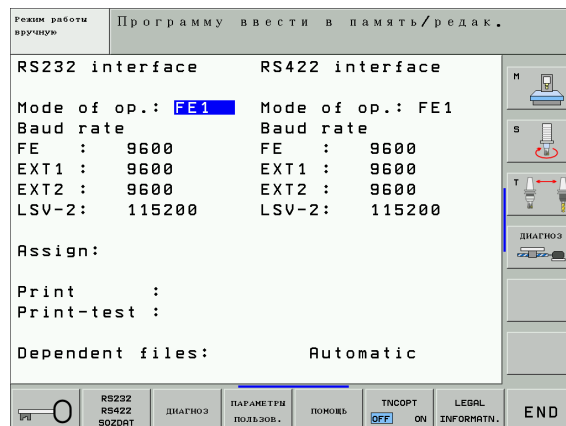 Режим работы
вручную
Программу ввести в память/редак.
RS232 interface RS422 interface
Mode of op.: FE1 Mode of op.: FE1
Baud rate Baud rate
FE : 9600 FE : 9600
EXT1 : 9600 EXT1 : 9600
EXT2 : 9600 EXT2 : 9600
LSV-2: 115200 LSV-2: 115200
Assign:
Print :
Print-test :
Dependent files: Automatic
M
S
T
ДИАГНОЗ
RS232
RS422
SOZDAT
ДИАГНОЗ
ПАРАМЕТРЫ
ПОЛЬЗОВ.
ПОМОЩЬ
TNCOPT
OFF ON
LEGAL
INFORMATN.
END